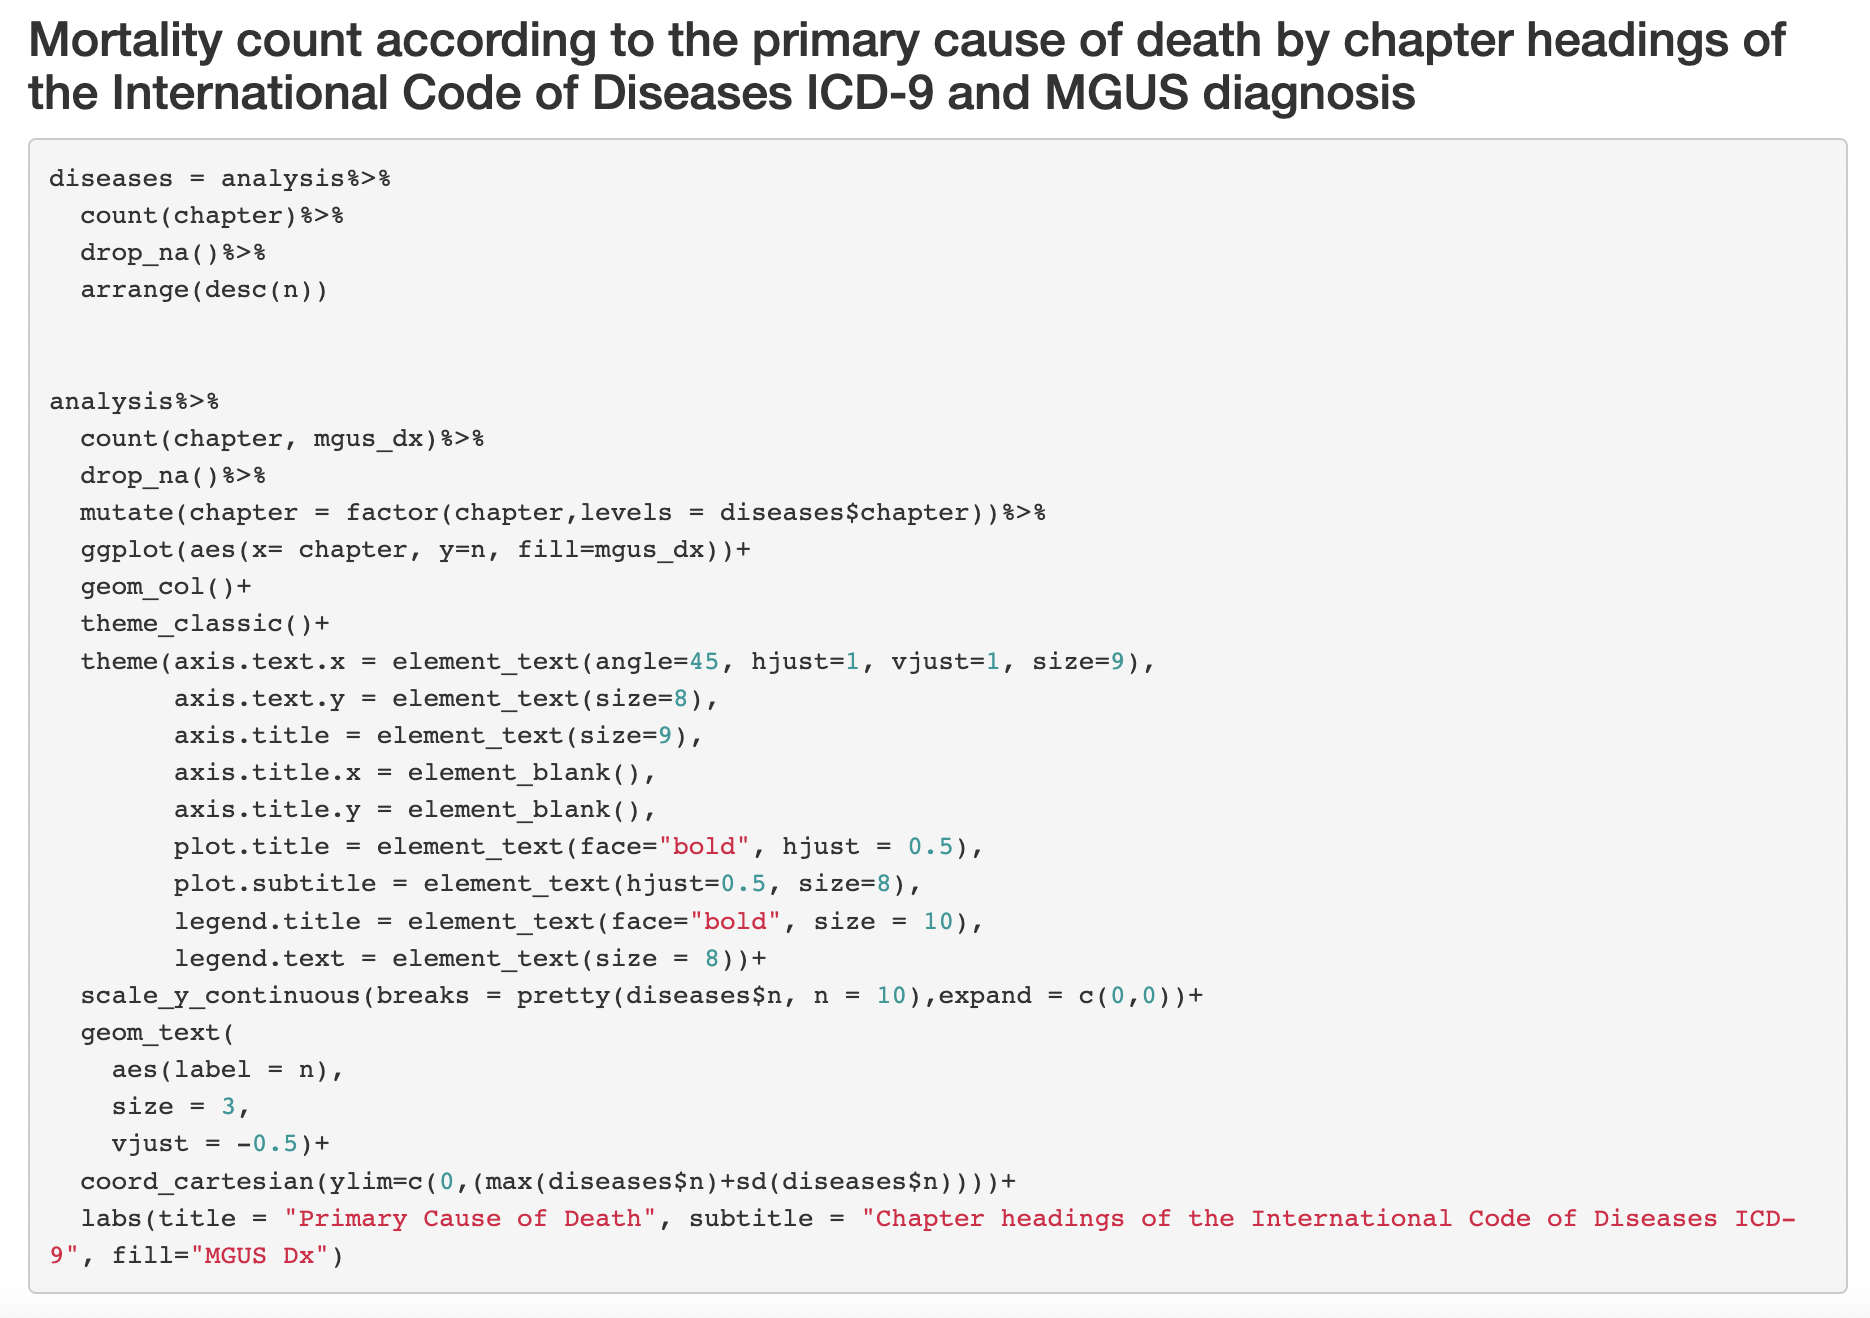 Mortality count according to the primary cause of death by chapter headings of
the International Code of Diseases ICD-9 and MGUS diagnosis
diseases = analysis%>%
  count(chapter)%>%
  drop_na()%>%
  arrange(desc(n))
analysis%>%
  count(chapter, mgus_dx)%>%
  drop_na()%>%
  mutate(chapter = factor(chapter,levels = diseases$chapter))%>%
  ggplot(aes(x= chapter, y=n, fill=mgus_dx))+
  geom_col()+
  theme_classic()+
  theme(axis.text.x = element_text(angle=45, hjust=1, vjust=1, size=9),
        axis.text.y = element_text(size=8),
        axis.title = element_text(size=9),
        axis.title.x = element_blank(),
        axis.title.y = element_blank(),
        plot.title = element_text(face="bold", hjust = 0.5),
        plot.subtitle = element_text(hjust=0.5, size=8),
        legend.title = element_text(face="bold", size = 10),
        legend.text = element_text(size = 8))+
  scale_y_continuous(breaks = pretty(diseases$n, n = 10),expand = c(0,0))+
  geom_text(
    aes(label = n),
    size = 3,
    vjust = -0.5)+
  coord_cartesian(ylim=c(0,(max(diseases$n)+sd(diseases$n))))+
  labs(title = "Primary Cause of Death", subtitle = "Chapter headings of the International Code of Diseases ICD-
9", fill="MGUS Dx")